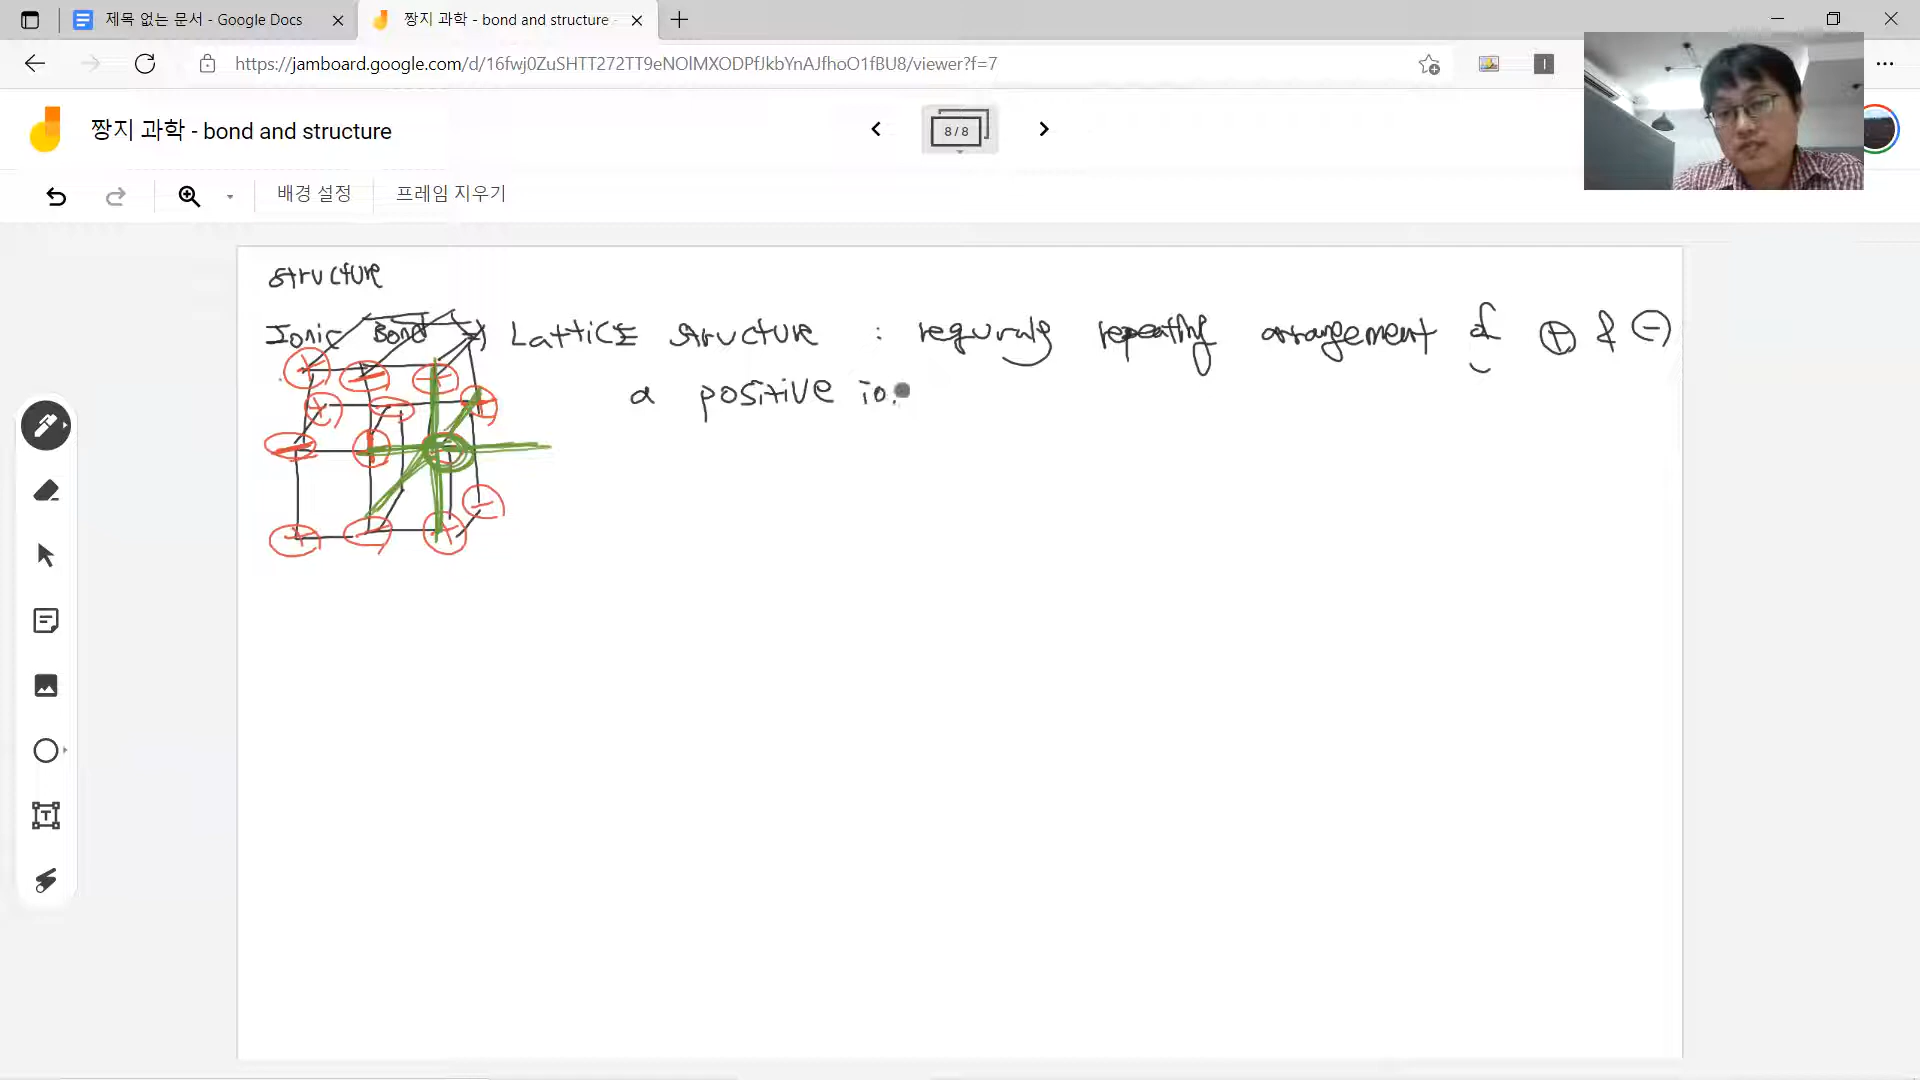 제목 없는 문서 - Google Docs
짱지 과학 - bond and structure
https://jamboard.google.com/d/16fwj0ZuSHTT272TT9eNOlMXODPfJkbYnAJfhoO1fBU8/viewer?f=7
짱지 과학 - bond and structure
8 / 8
배경 설정
프레임 지우기
structure
Ionic Bond Lattice structure : reguraly repeating arrangement of ⊕ & ⊖
a positive io